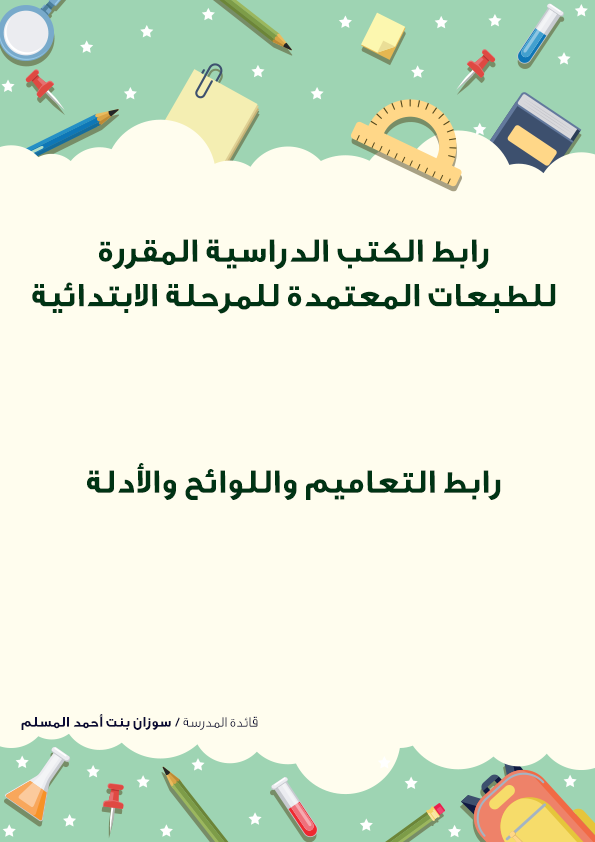 رابط الكتب الدراسية المقررة
للطبعات المعتمدة للمرحلة الابتدائية
رابط التعاميم واللوائح والأدلة
قائدة المدرسة / سوزان بنت أحمد المسلم